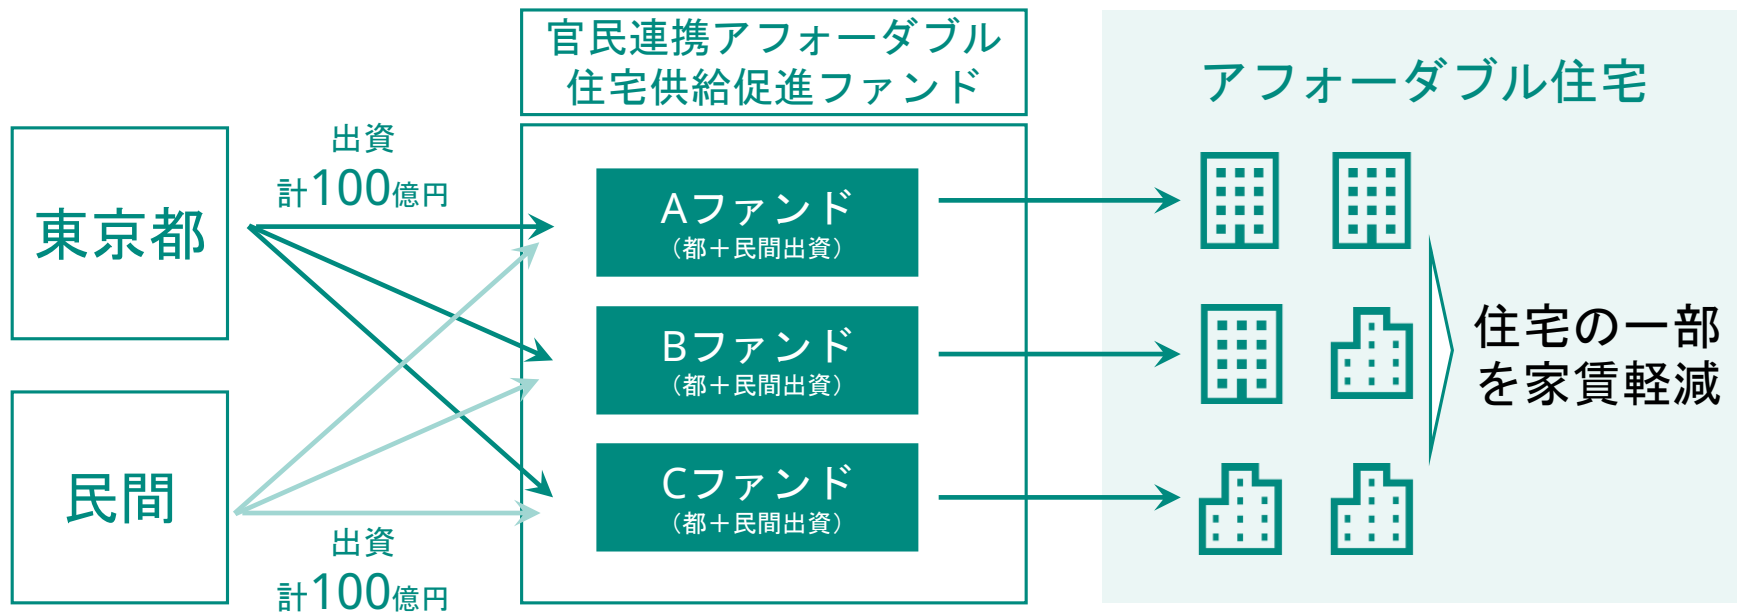 官民連携アフォーダブル
住宅供給促進ファンド
アフォーダブル住宅
東京都
出資
計100億円
民間
出資
計100億円
Aファンド
（都＋民間出資）
Bファンド
（都＋民間出資）
Cファンド
（都＋民間出資）
住宅の一部
を家賃軽減